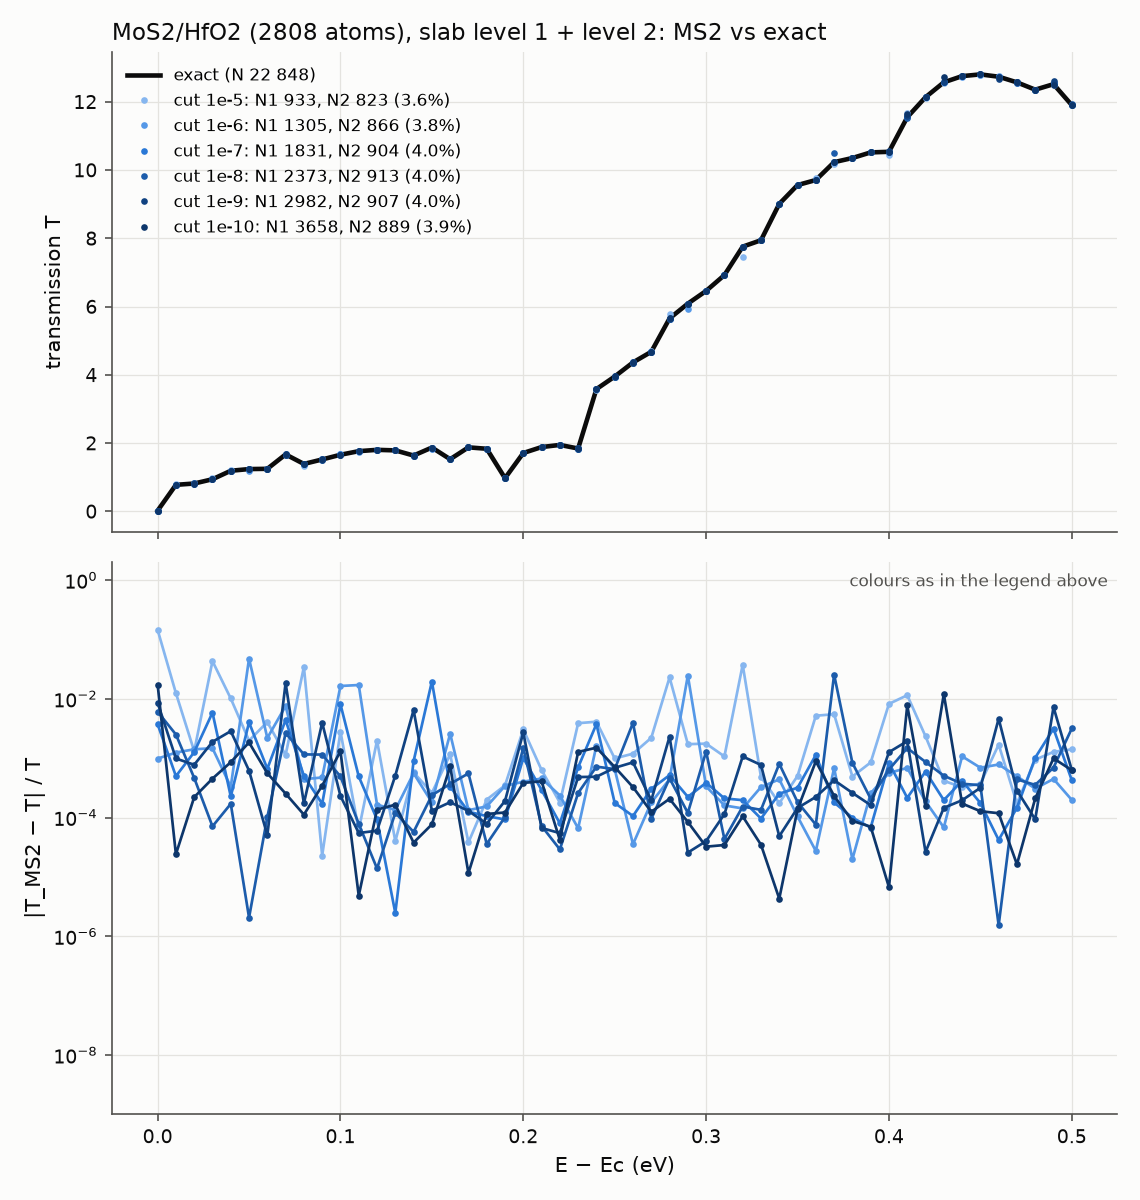 MoS2/HfO2 (2808 atoms), slab level 1 + level 2: MS2 vs exact
exact (N 22 848)
cut 1e-5: N1 933, N2 823 (3.6%)
cut 1e-6: N1 1305, N2 866 (3.8%)
cut 1e-7: N1 1831, N2 904 (4.0%)
cut 1e-8: N1 2373, N2 913 (4.0%)
cut 1e-9: N1 2982, N2 907 (4.0%)
cut 1e-10: N1 3658, N2 889 (3.9%)
transmission T
12
10
8
6
4
2
0
colours as in the legend above
|T_MS2 − T| / T
10⁰
10⁻²
10⁻⁴
10⁻⁶
10⁻⁸
0.0 0.1 0.2 0.3 0.4 0.5
E − Ec (eV)